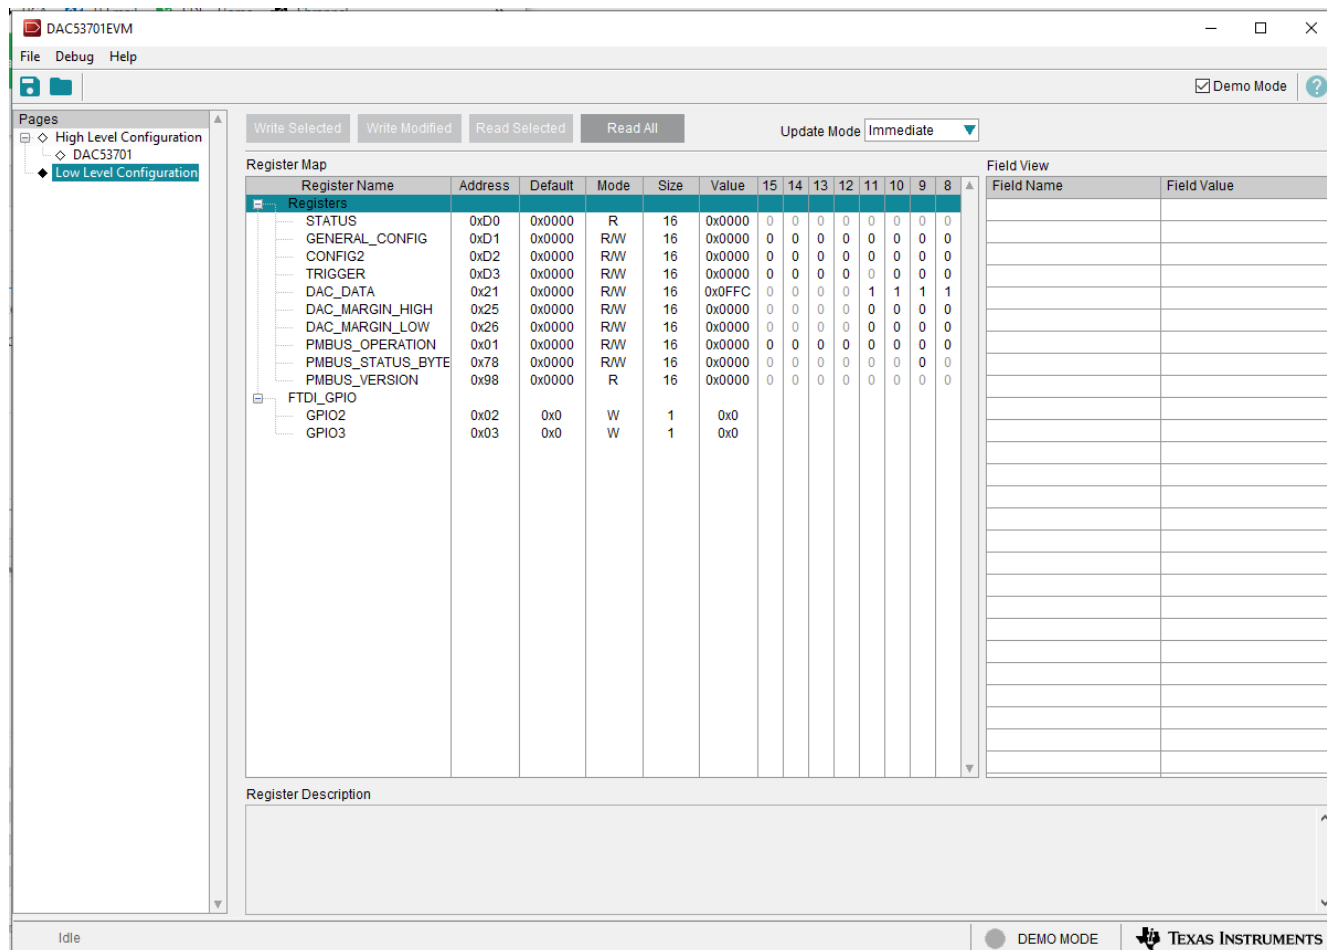 DAC53701EVM
File Debug Help
Demo Mode ?
Pages
High Level Configuration
DAC53701
Low Level Configuration
Write Selected Write Modified Read Selected Read All Update Mode Immediate
Register Map
Register Name Address Default Mode Size Value 15 14 13 12 11 10 9 8
Registers
STATUS 0xD0 0x0000 R 16 0x0000 0 0 0 0 0 0 0 0
GENERAL_CONFIG 0xD1 0x0000 R/W 16 0x0000 0 0 0 0 0 0 0 0
CONFIG2 0xD2 0x0000 R/W 16 0x0000 0 0 0 0 0 0 0 0
TRIGGER 0xD3 0x0000 R/W 16 0x0000 0 0 0 0 0 0 0 0
DAC_DATA 0x21 0x0000 R/W 16 0x0FFC 0 0 0 0 1 1 1 1
DAC_MARGIN_HIGH 0x25 0x0000 R/W 16 0x0000 0 0 0 0 0 0 0 0
DAC_MARGIN_LOW 0x26 0x0000 R/W 16 0x0000 0 0 0 0 0 0 0 0
PMBUS_OPERATION 0x01 0x0000 R/W 16 0x0000 0 0 0 0 0 0 0 0
PMBUS_STATUS_BYTE 0x78 0x0000 R/W 16 0x0000 0 0 0 0 0 0 0 0
PMBUS_VERSION 0x98 0x0000 R 16 0x0000 0 0 0 0 0 0 0 0
FTDI_GPIO
GPIO2 0x02 0x0 W 1 0x0
GPIO3 0x03 0x0 W 1 0x0
Field View
Field Name Field Value
Register Description
Idle DEMO MODE TEXAS INSTRUMENTS